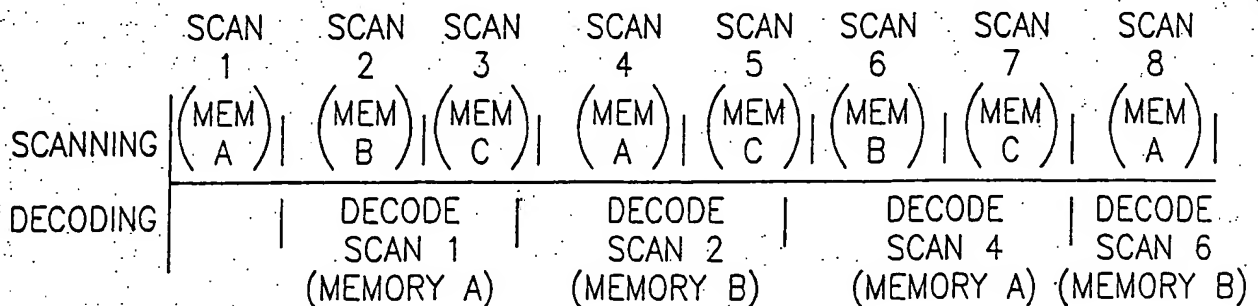 SCAN SCAN SCAN SCAN SCAN SCAN SCAN SCAN
1 2 3 4 5 6 7 8
SCANNING (MEM A) (MEM B) (MEM C) (MEM A) (MEM C) (MEM B) (MEM C) (MEM A)
DECODING DECODE DECODE DECODE DECODE
SCAN 1 SCAN 2 SCAN 4 SCAN 6
(MEMORY A) (MEMORY B) (MEMORY A) (MEMORY B)